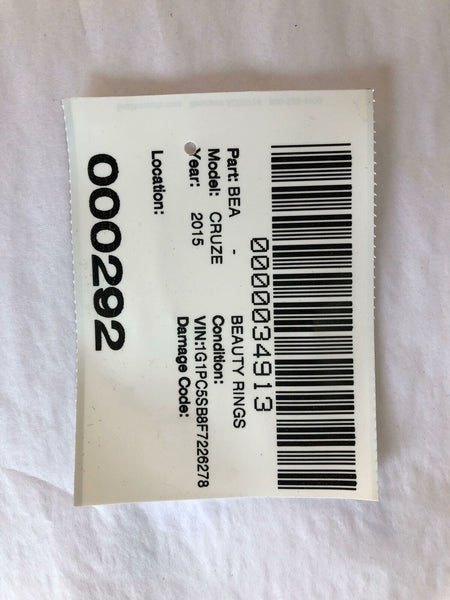 0000034913
Part: BEA - BEAUTY RINGS
Model: CRUZE Condition:
Year: 2015 VIN:1G1PC5SB8F7226278
Damage Code:
Location:
000292